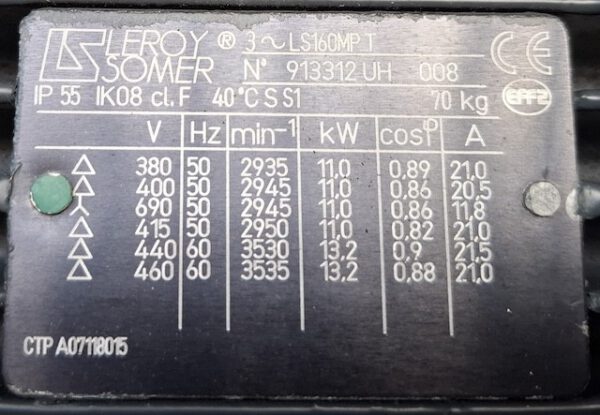 LEROY ® 3~LS160MP T
SOMER N° 913312 UH 008
IP 55 IK08 cl.F 40°C S S1 70 kg
CE
EFF2
V Hz min-1 kW cosφ A
△ 380 50 2935 11,0 0,89 21,0
△ 400 50 2945 11,0 0,86 20,5
Y 690 50 2945 11,0 0,86 11,8
△ 415 50 2950 11,0 0,82 21,0
△ 440 60 3530 13,2 0,9 21,5
△ 460 60 3535 13,2 0,88 21,0
CTP A07118015